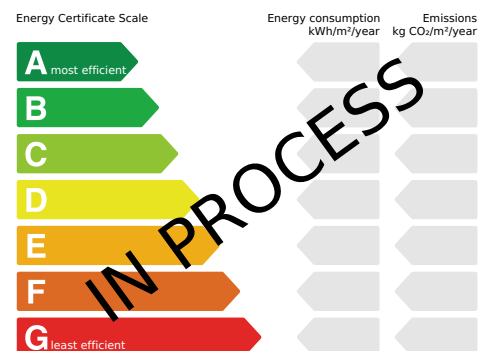 Energy Certificate Scale
Energy consumption
kWh/m²/year
Emissions
kg CO₂/m²/year
A most efficient
B
C
D
E
F
G least efficient
IN PROCESS